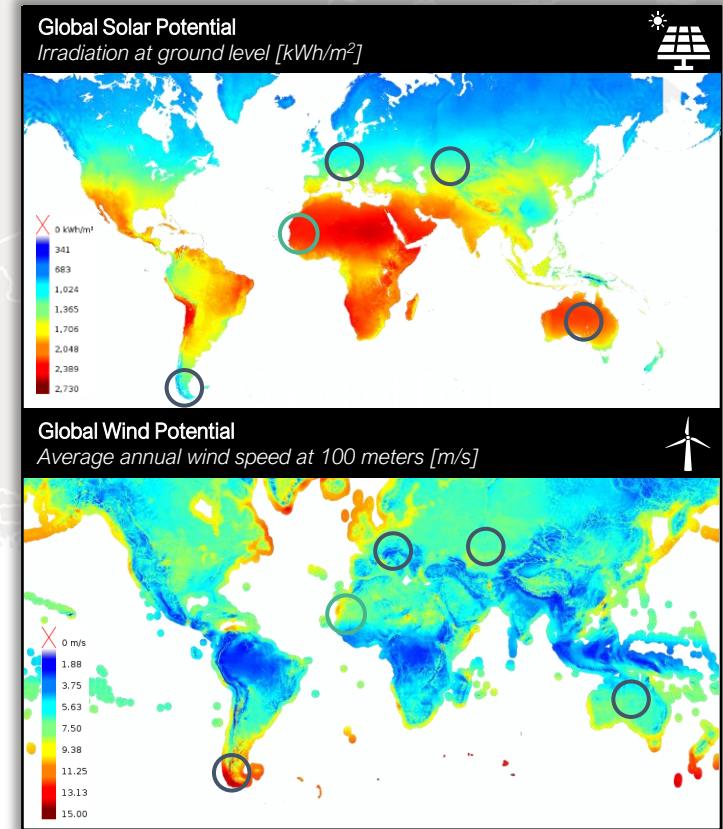 Global Solar Potential
Irradiation at ground level [kWh/m²]
0 kWh/m²
341
683
1,024
1,365
1,706
2,048
2,389
2,730
Global Wind Potential
Average annual wind speed at 100 meters [m/s]
0 m/s
1.88
3.75
5.63
7.50
9.38
11.25
13.13
15.00